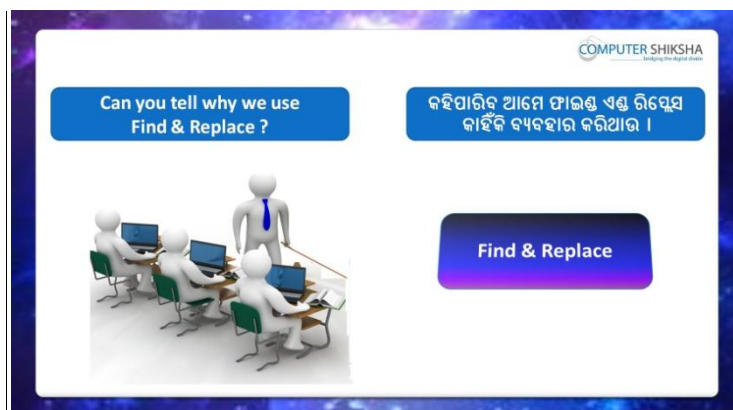 COMPUTER SHIKSHA
bridging the digital divide
Can you tell why we use
Find & Replace ?
କହିପାରିବ ଆମେ ଫାଇଣ୍ଡ ଏଣ୍ଡ ରିପ୍ଲେସ
କାହିଁକି ବ୍ୟବହାର କରିଥାଉ ।
Find & Replace